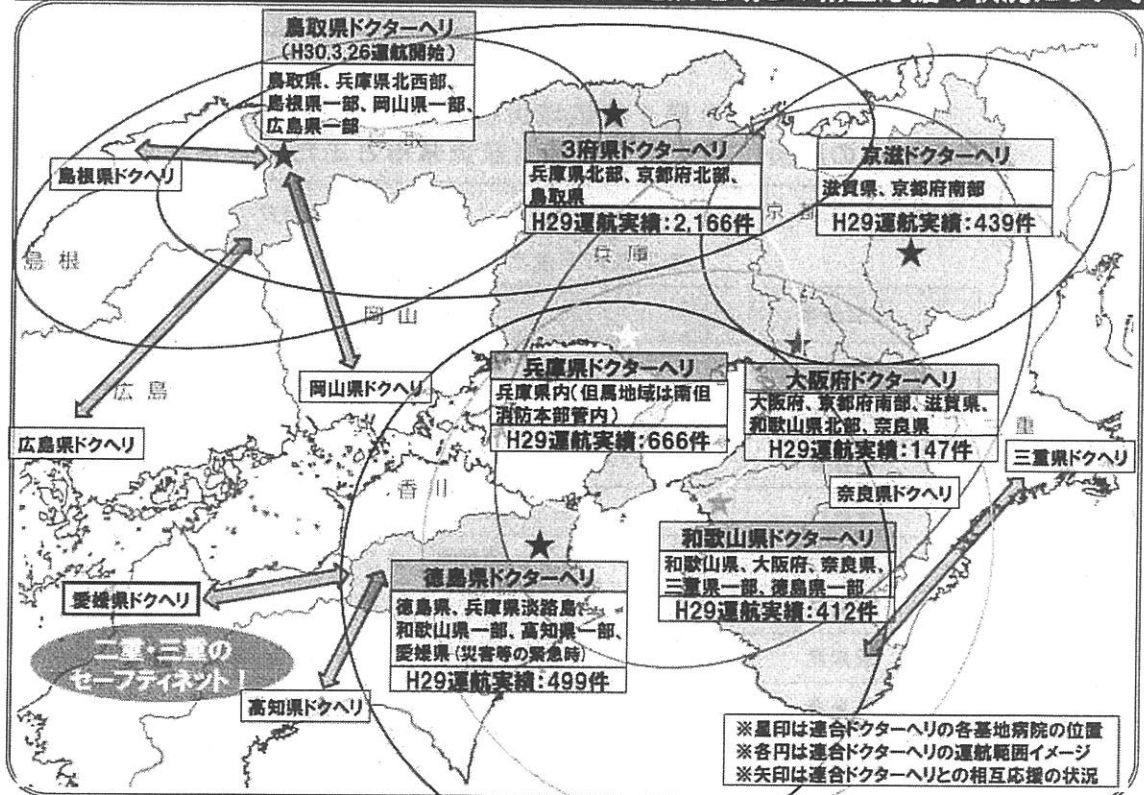 鳥取県ドクターヘリ
(H30.3.26運航開始)
鳥取県、兵庫県北西部、
島根県一部、岡山県一部、
広島県一部
鳥取
島根県ドクヘリ
3府県ドクターヘリ
兵庫県北部、京都府北部、
鳥取県
H29運航実績:2,166件
京滋ドクターヘリ
滋賀県、京都府南部
H29運航実績:439件
京都
兵庫
島根
岡山
広島
岡山県ドクヘリ
広島県ドクヘリ
兵庫県ドクターヘリ
兵庫県内(但馬地域は南但
消防本部管内)
H29運航実績:666件
大阪府ドクターヘリ
大阪府、京都府南部、滋賀県、
和歌山県北部、奈良県
H29運航実績:147件
重
三重県ドクヘリ
奈良県ドクヘリ
香川
和歌山県ドクターヘリ
和歌山県、大阪府、奈良県、
三重県一部、徳島県一部
H29運航実績:412件
徳島県ドクターヘリ
徳島県、兵庫県淡路島
和歌山県一部、高知県一部、
愛媛県(災害等の緊急時)
H29運航実績:499件
愛媛県ドクヘリ
二重・三重の
セーフティネット!
高知県ドクヘリ
※星印は連合ドクターヘリの各基地病院の位置
※各円は連合ドクターヘリの運航範囲イメージ
※矢印は連合ドクターヘリとの相互応援の状況